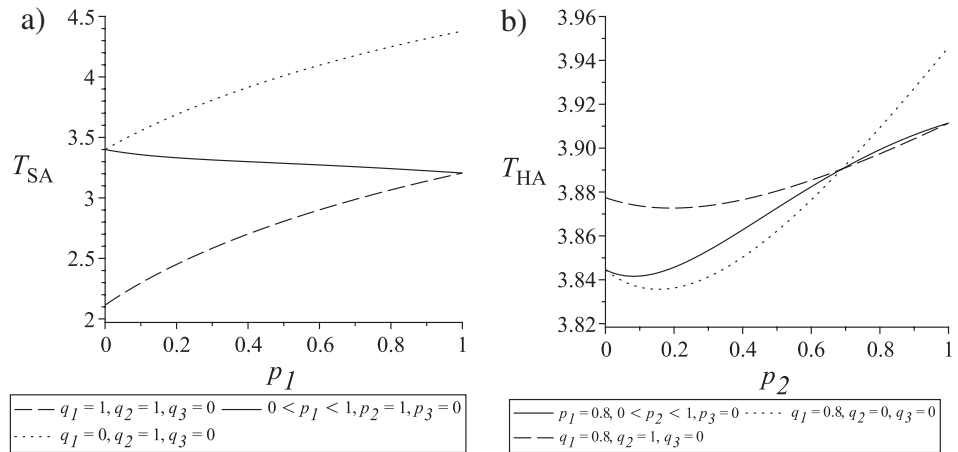 a)
4.5
4
3.5
T_SA
3
2.5
2
0 0.2 0.4 0.6 0.8 1
p_1
q_1 = 1, q_2 = 1, q_3 = 0
0 < p_1 < 1, p_2 = 1, p_3 = 0
q_1 = 0, q_2 = 1, q_3 = 0
b)
3.96
3.94
3.92
3.90
T_HA
3.88
3.86
3.84
3.82
0 0.2 0.4 0.6 0.8 1
p_2
p_1 = 0.8, 0 < p_2 < 1, p_3 = 0
q_1 = 0.8, q_2 = 0, q_3 = 0
q_1 = 0.8, q_2 = 1, q_3 = 0